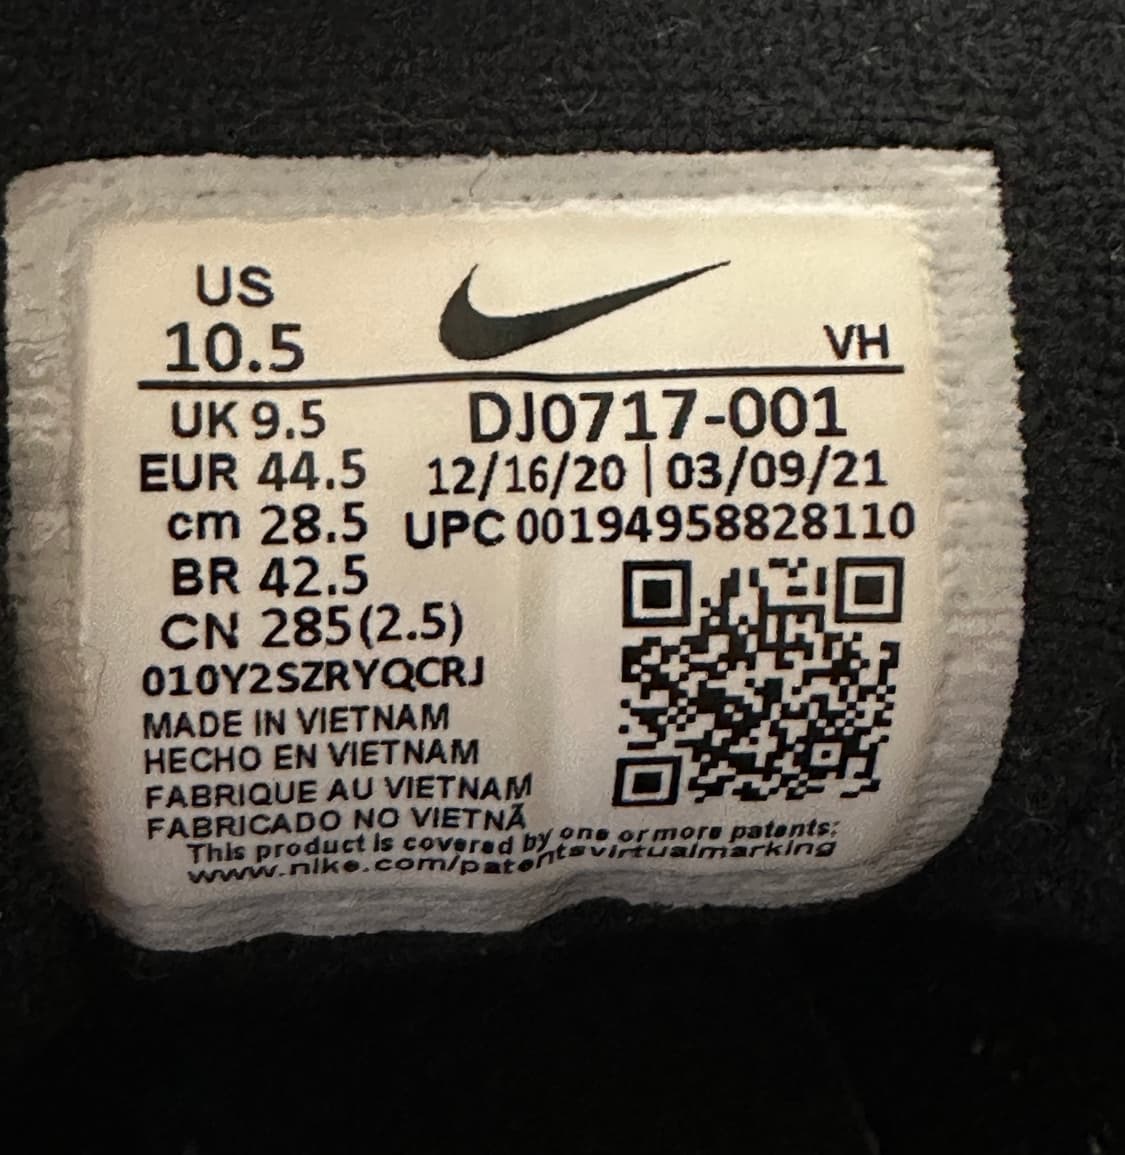 US
10.5
VH
UK 9.5
EUR 44.5
cm 28.5
BR 42.5
CN 285(2.5)
DJ0717-001
12/16/20 | 03/09/21
UPC 00194958828110
010Y2SZRYQCRJ
MADE IN VIETNAM
HECHO EN VIETNAM
FABRIQUE AU VIETNAM
FABRICADO NO VIETNÃ
This product is covered by one or more patents:
www.nike.com/patentsvirtualmarking